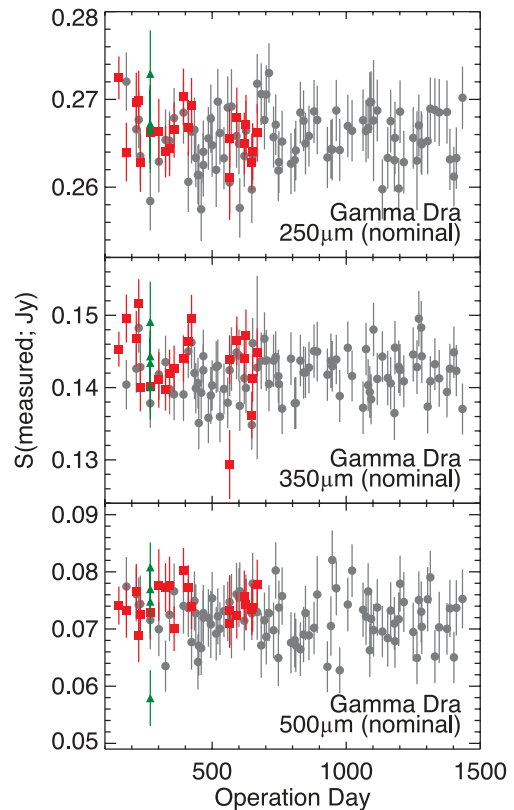 0.28
0.27
0.26
Gamma Dra
250µm (nominal)
0.15
0.14
0.13
Gamma Dra
350µm (nominal)
S(measured; Jy)
0.09
0.08
0.07
0.06
0.05
Gamma Dra
500µm (nominal)
500
1000
1500
Operation Day